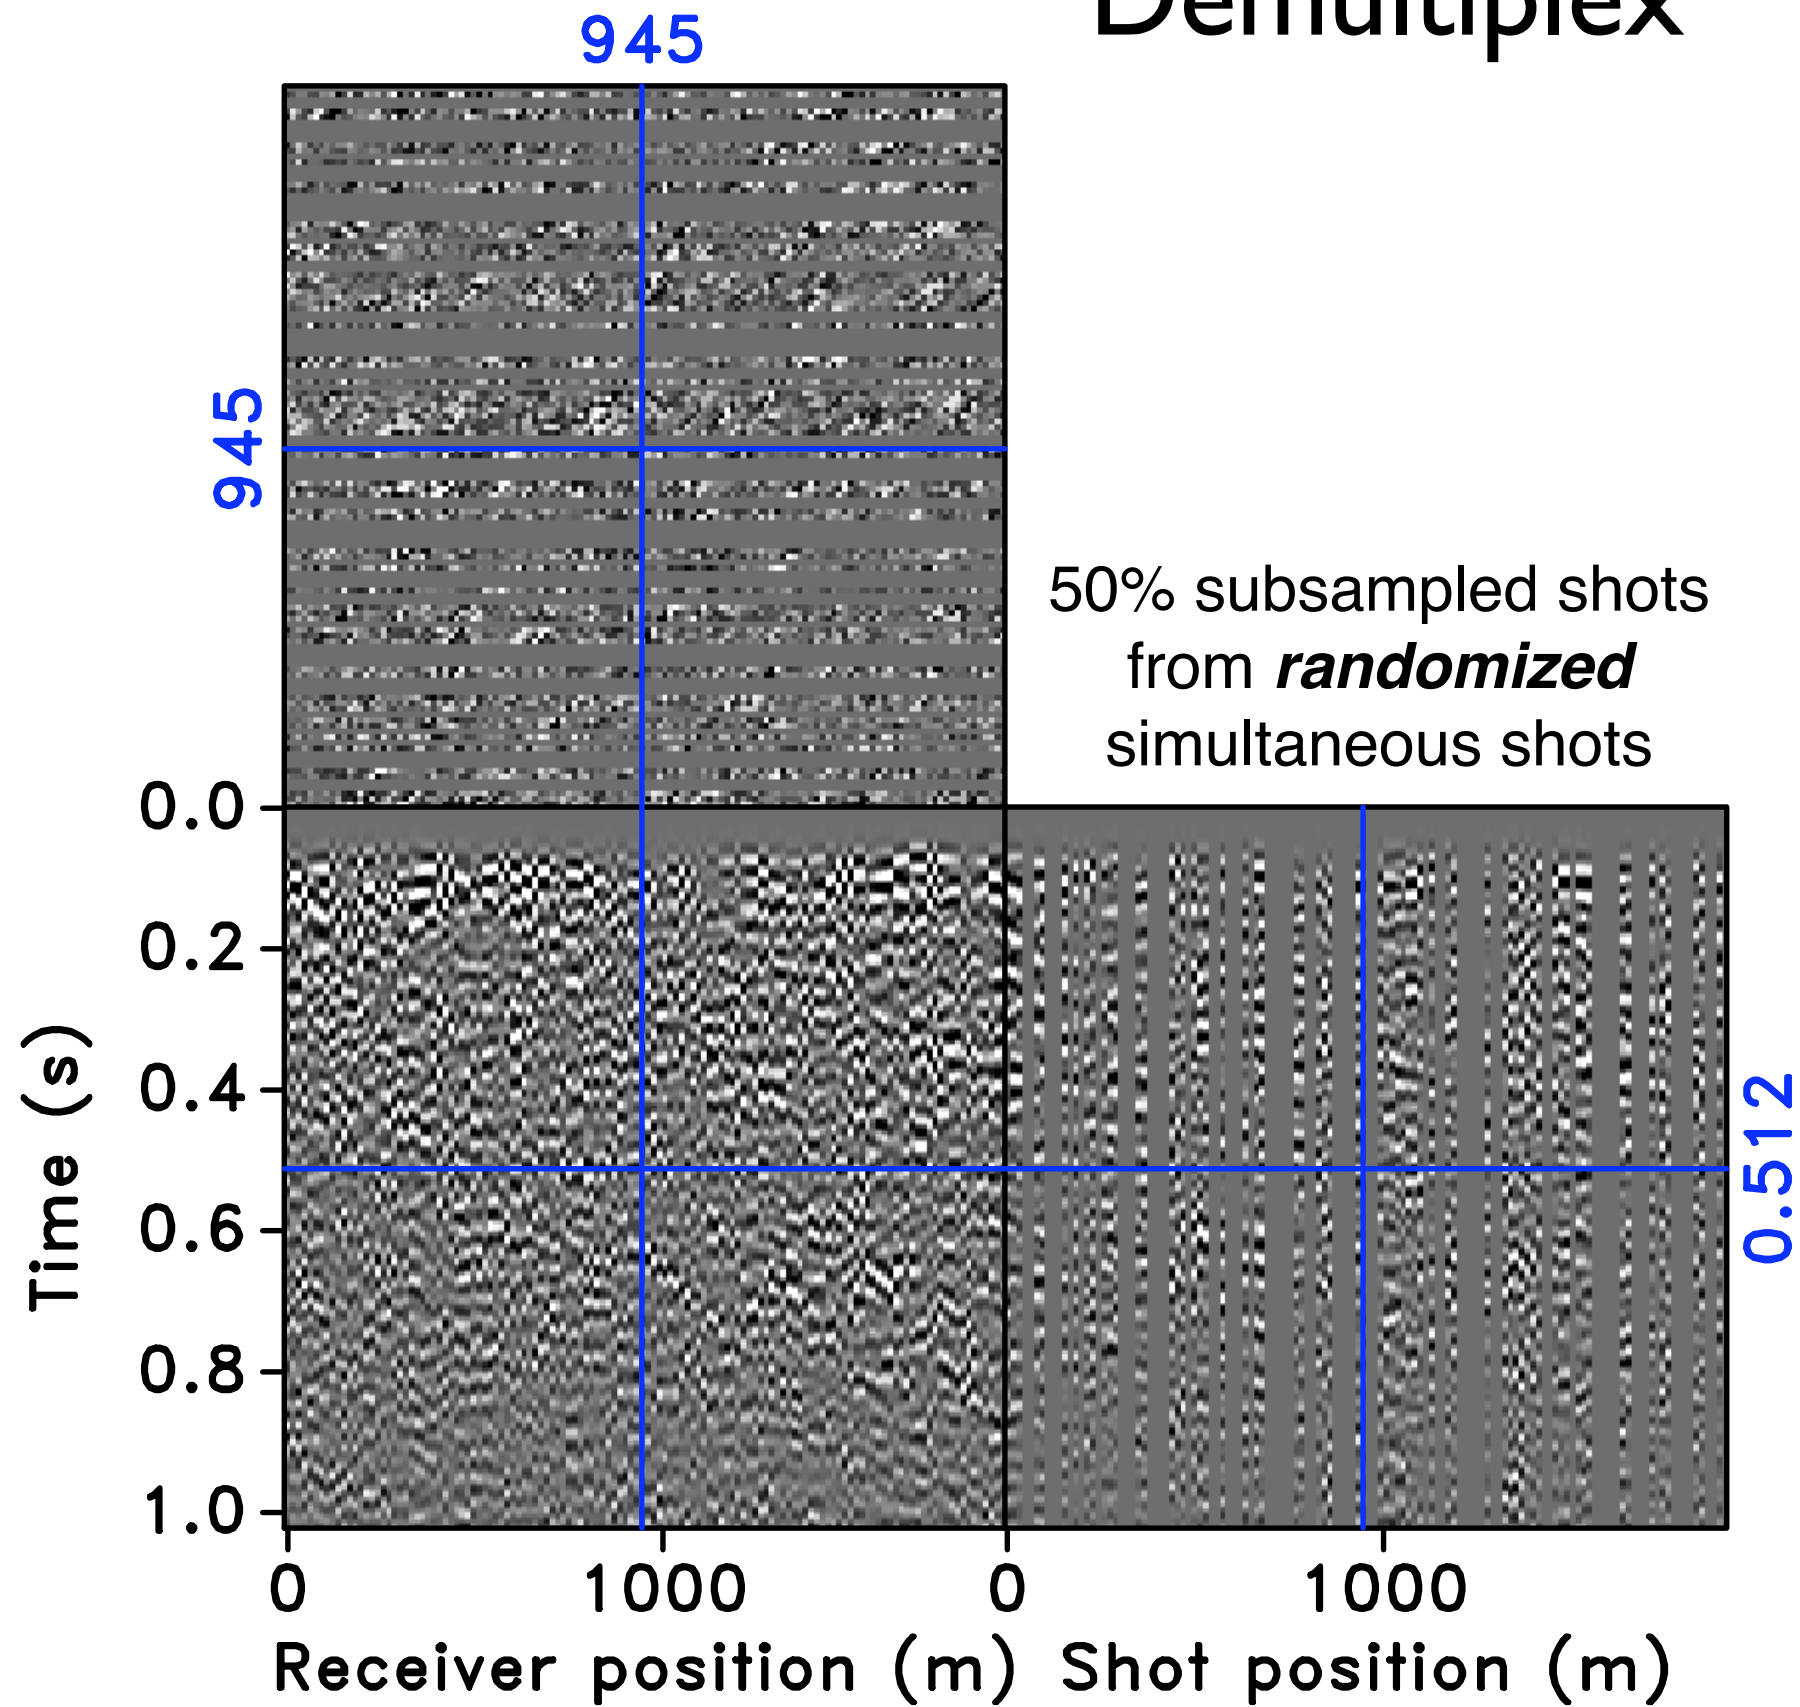 Demultiplex
945
945
50% subsampled shots
from randomized
simultaneous shots
0.0
0.2
0.4
0.6
0.8
1.0
Time (s)
0.512
0 1000 0 1000
Receiver position (m) Shot position (m)